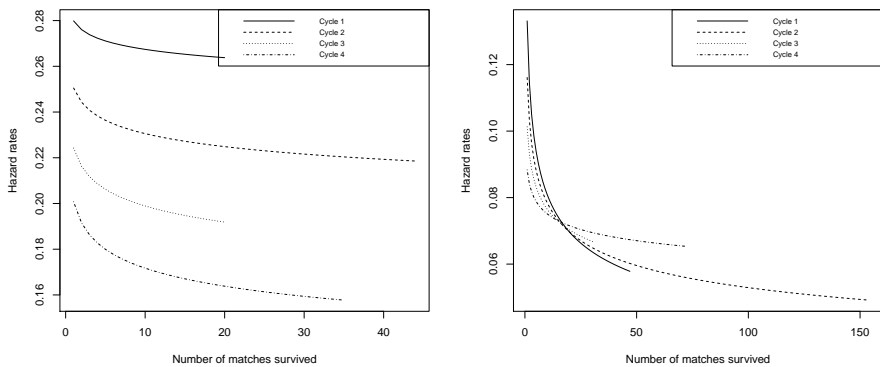 Cycle 1
Cycle 2
Cycle 3
Cycle 4
Hazard rates
0.28
0.26
0.24
0.22
0.20
0.18
0.16
0 10 20 30 40
Number of matches survived
Cycle 1
Cycle 2
Cycle 3
Cycle 4
Hazard rates
0.12
0.10
0.08
0.06
0 50 100 150
Number of matches survived